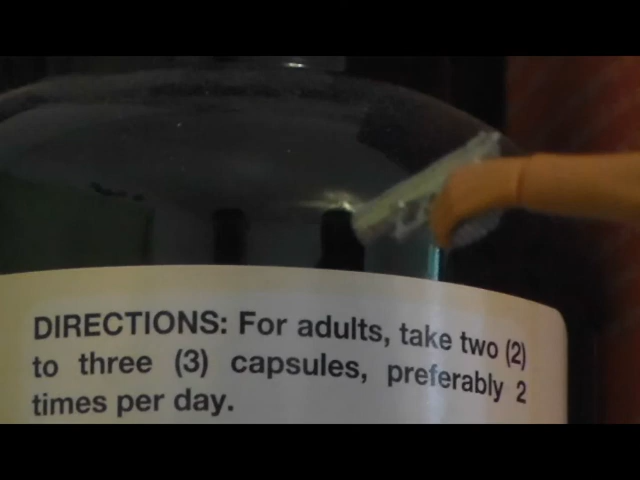 DIRECTIONS: For adults, take two (2)
to three (3) capsules, preferably 2
times per day.